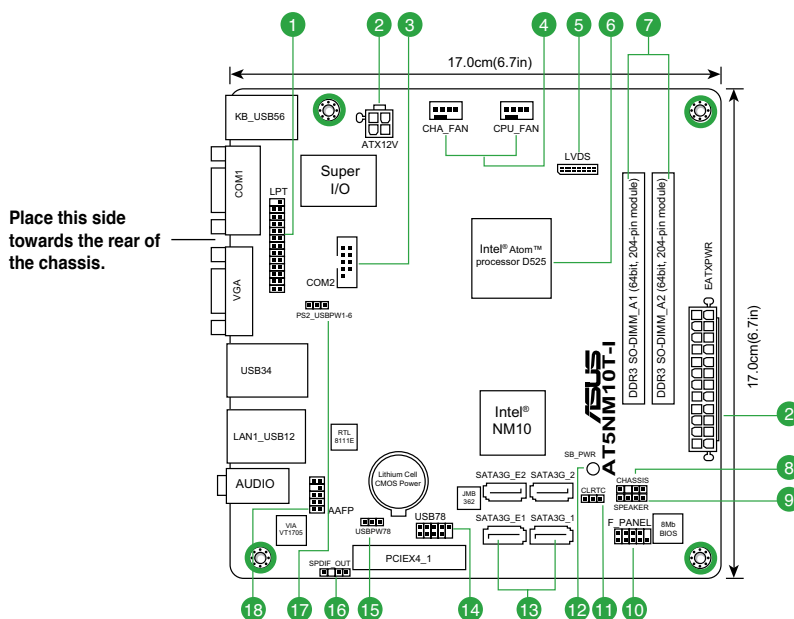 1
2
3
4
5
6
7
17.0cm(6.7in)
KB_USB56
ATX12V
CHA_FAN
CPU_FAN
LVDS
COM1
LPT
Super
I/O
Place this side
towards the rear of
the chassis.
VGA
COM2
PS2_USBPW1-6
Intel® Atom™
processor D525
DDR3 SO-DIMM_A1 (64bit, 204-pin module)
DDR3 SO-DIMM_A2 (64bit, 204-pin module)
EATXPWR
17.0cm(6.7in)
USB34
LAN1_USB12
RTL
8111E
Intel®
NM10
ASUS
AT5NM10T-I
2
SB_PWR
AUDIO
AAFP
Lithium Cell
CMOS Power
JMB
362
SATA3G_E2
SATA3G_2
CLRTC
CHASSIS
SPEAKER
8
9
VIA
VT1705
USBPW78
USB78
SATA3G_E1
SATA3G_1
F_PANEL
8Mb
BIOS
SPDIF_OUT
PCIEX4_1
18
17
16
15
14
13
12
11
10